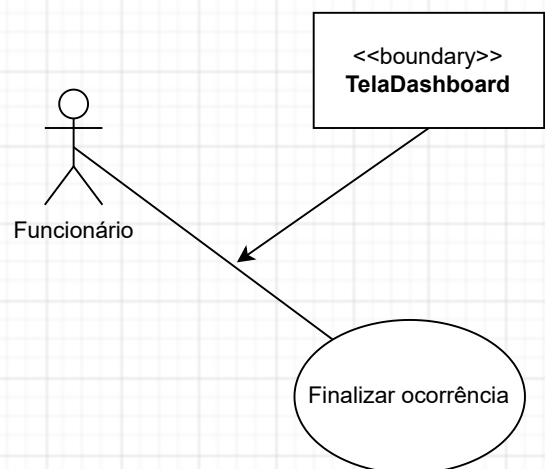 <<boundary>>
TelaDashboard
Funcionário
Finalizar ocorrência